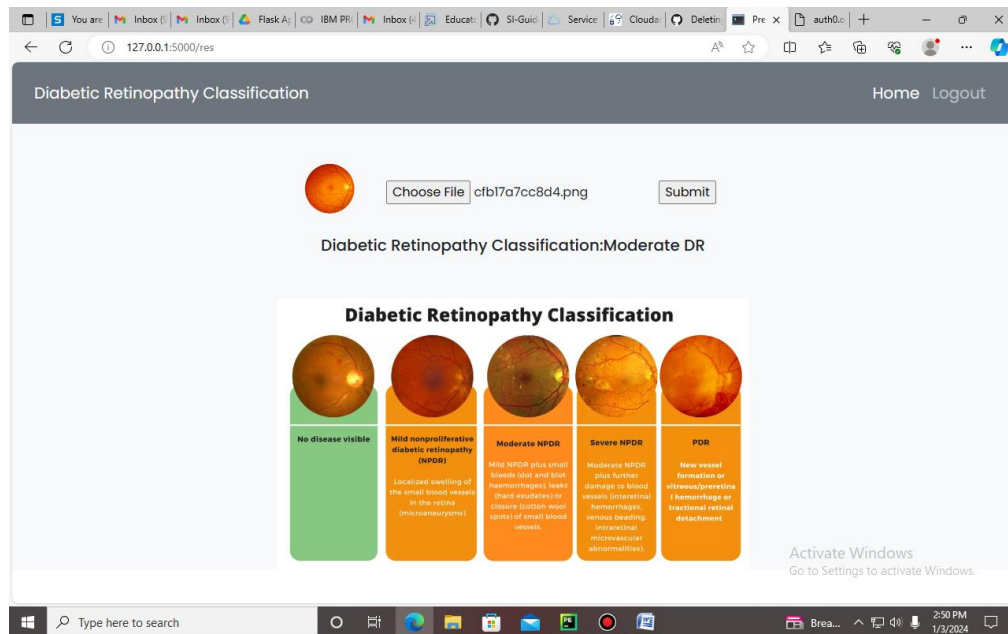 You are Inbox (9 Inbox (9 Flask Ap IBM PR Inbox (4 Educat SI-Guid Service Cloudar Deletin Pre auth0.c
127.0.0.1:5000/res
Diabetic Retinopathy Classification Home Logout
Choose File cfb17a7cc8d4.png Submit
Diabetic Retinopathy Classification:Moderate DR
Diabetic Retinopathy Classification
No disease visible
Mild nonproliferative
diabetic retinopathy
(NPDR)
Localized swelling of
the small blood vessels
in the retina
(microaneurysms)
Moderate NPDR
Mild NPDR plus small
bleeds (dot and blot
haemorrhages), leaks
(hard exudates) or
closure (cotton wool
spots) of small blood
vessels.
Severe NPDR
Moderate NPDR
plus further
damage to blood
vessels (interetinal
hemorrhages,
venous beading,
intraretinal
microvascular
abnormalities).
PDR
New vessel
formation or
vitreous/preretina
l hemorrhage or
tractional retinal
detachment
Activate Windows
Go to Settings to activate Windows.
Type here to search Brea... 2:50 PM
1/3/2024